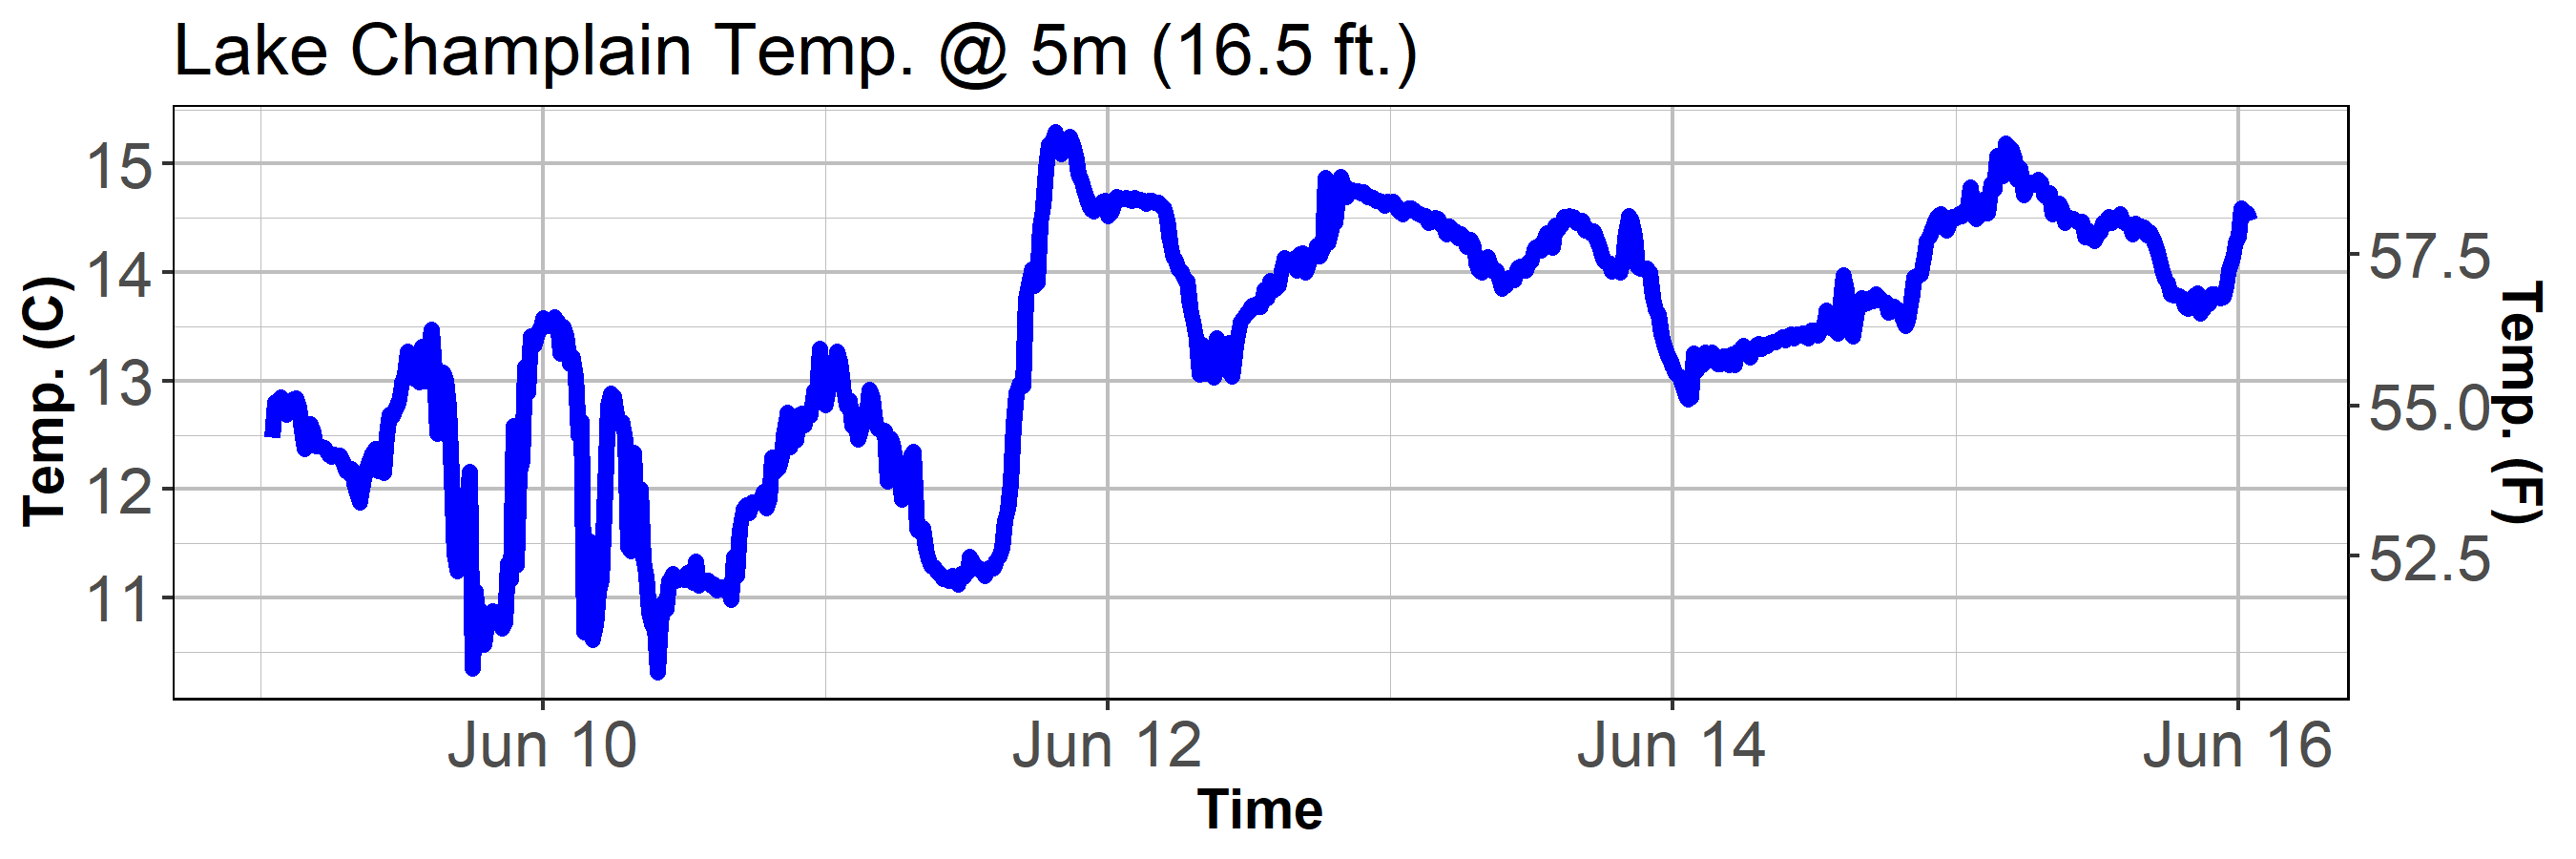 Lake Champlain Temp. @ 5m (16.5 ft.)
Temp. (C)
15
14
13
12
11
57.5
55.0
52.5
Temp. (F)
Jun 10
Jun 12
Jun 14
Jun 16
Time